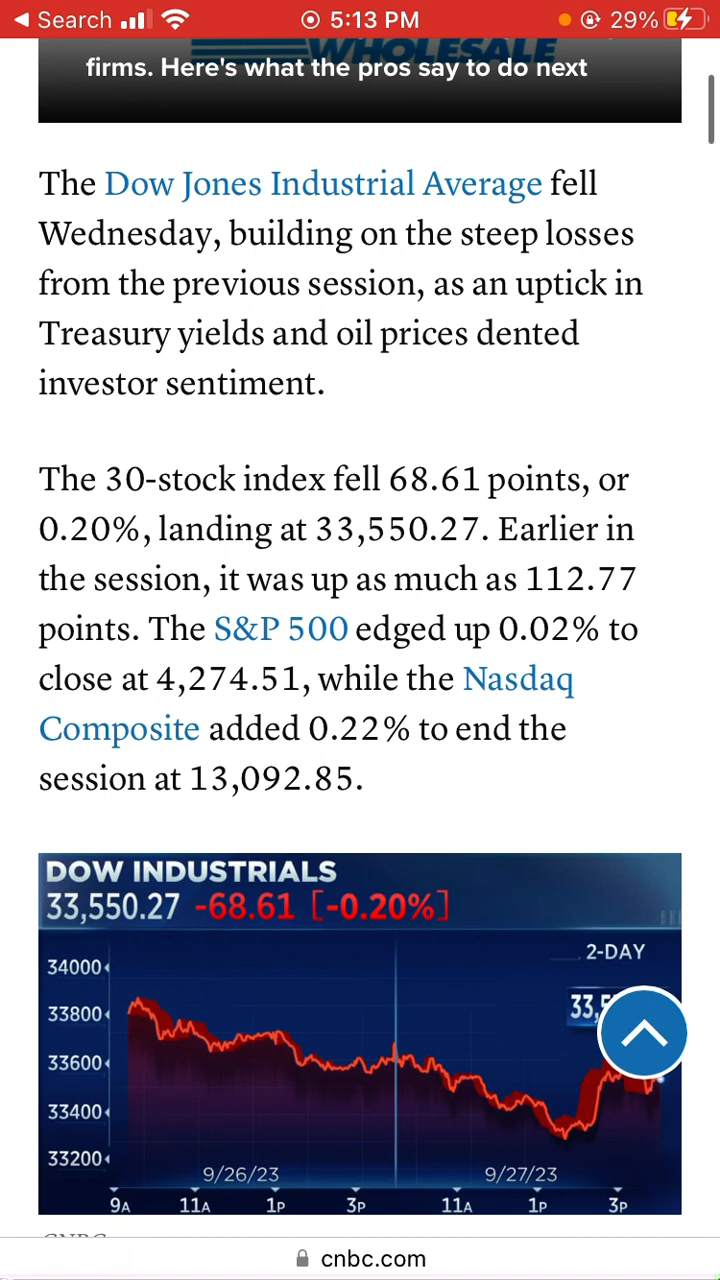 Search 5:13 PM 29%
WHOLESALE
firms. Here's what the pros say to do next
The Dow Jones Industrial Average fell
Wednesday, building on the steep losses
from the previous session, as an uptick in
Treasury yields and oil prices dented
investor sentiment.
The 30-stock index fell 68.61 points, or
0.20%, landing at 33,550.27. Earlier in
the session, it was up as much as 112.77
points. The S&P 500 edged up 0.02% to
close at 4,274.51, while the Nasdaq
Composite added 0.22% to end the
session at 13,092.85.
DOW INDUSTRIALS
33,550.27 -68.61 [-0.20%]
2-DAY
34000
33800
33600
33400
33200
9/26/23 9/27/23
9A 11A 1P 3P 11A 1P 3P
cnbc.com